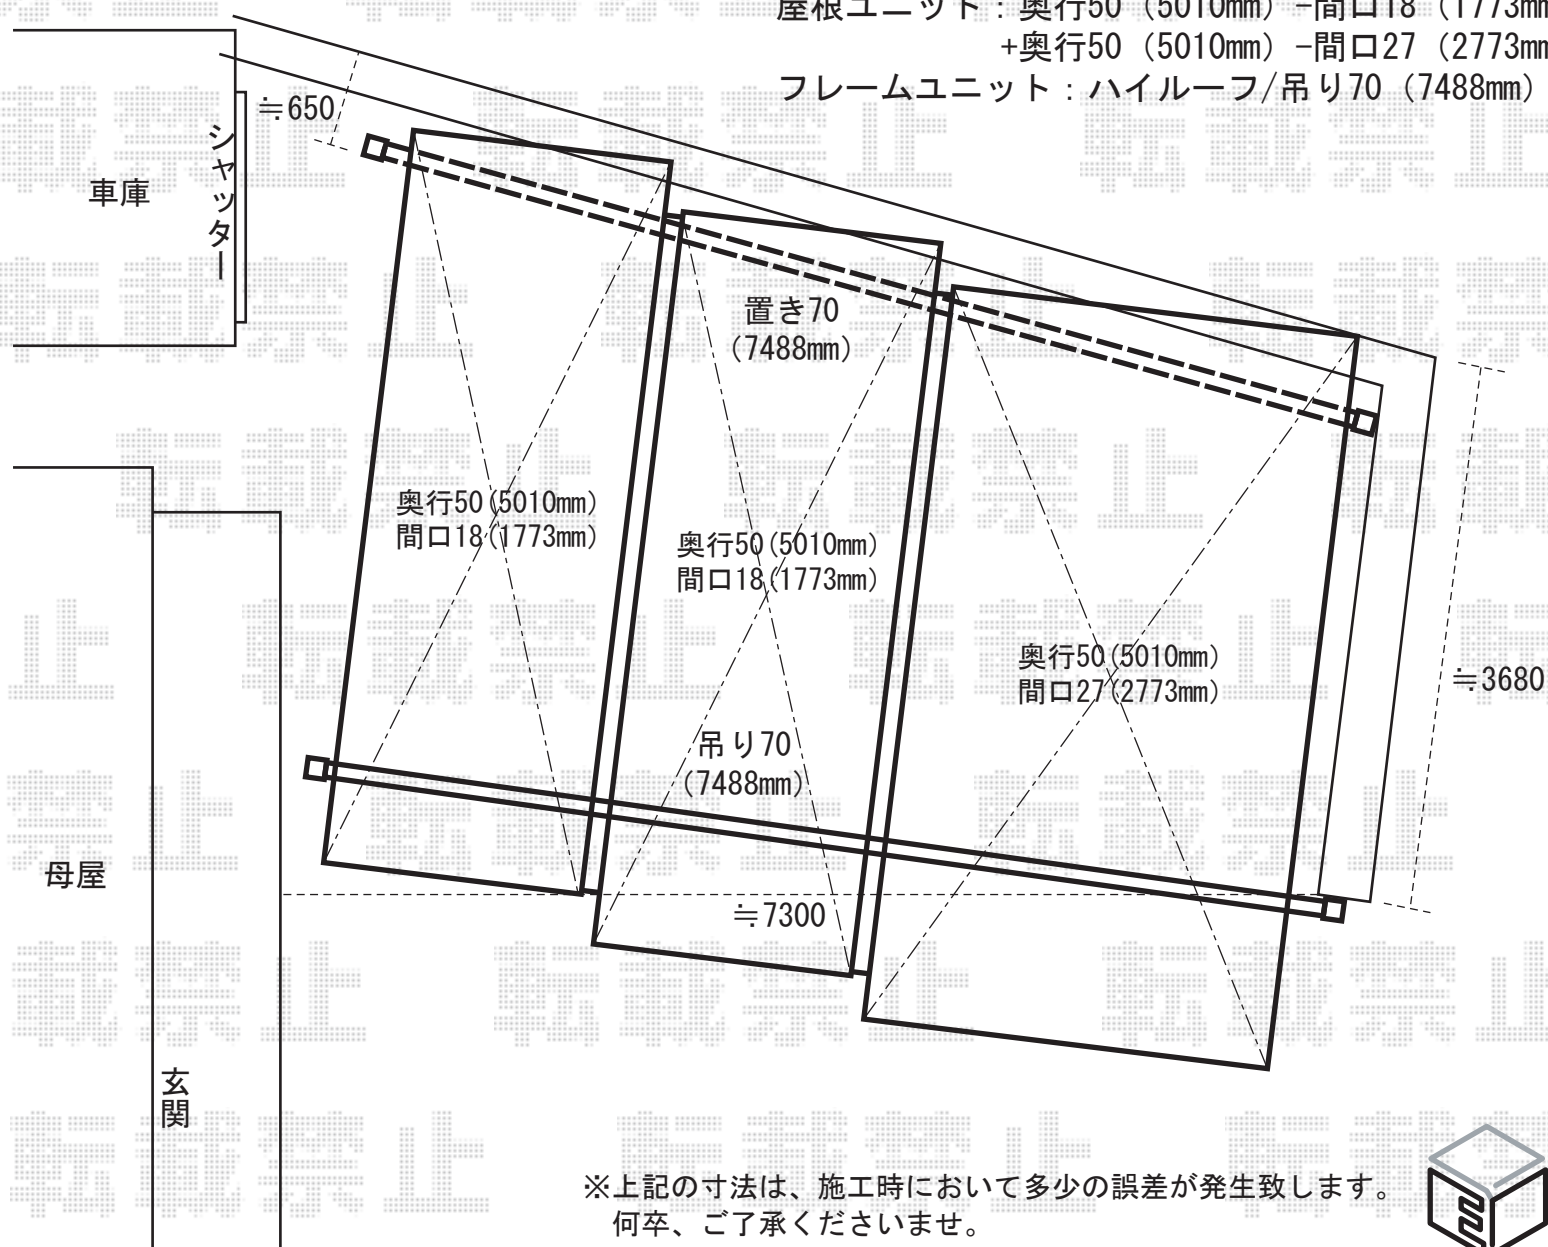 屋根ユニット：奥行50（5010mm）-間口18（1773mm
+奥行50（5010mm）-間口27（2773mm
フレームユニット：ハイルーフ/吊り70（7488mm）
≒650
シャッター
車庫
置き70
（7488mm）
奥行50(5010mm)
間口18(1773mm)
奥行50(5010mm)
間口18(1773mm)
奥行50(5010mm)
間口27(2773mm)
≒3680
吊り70
（7488mm）
母屋
≒7300
玄関
※上記の寸法は、施工時において多少の誤差が発生致します。
何卒、ご了承くださいませ。
転載禁止